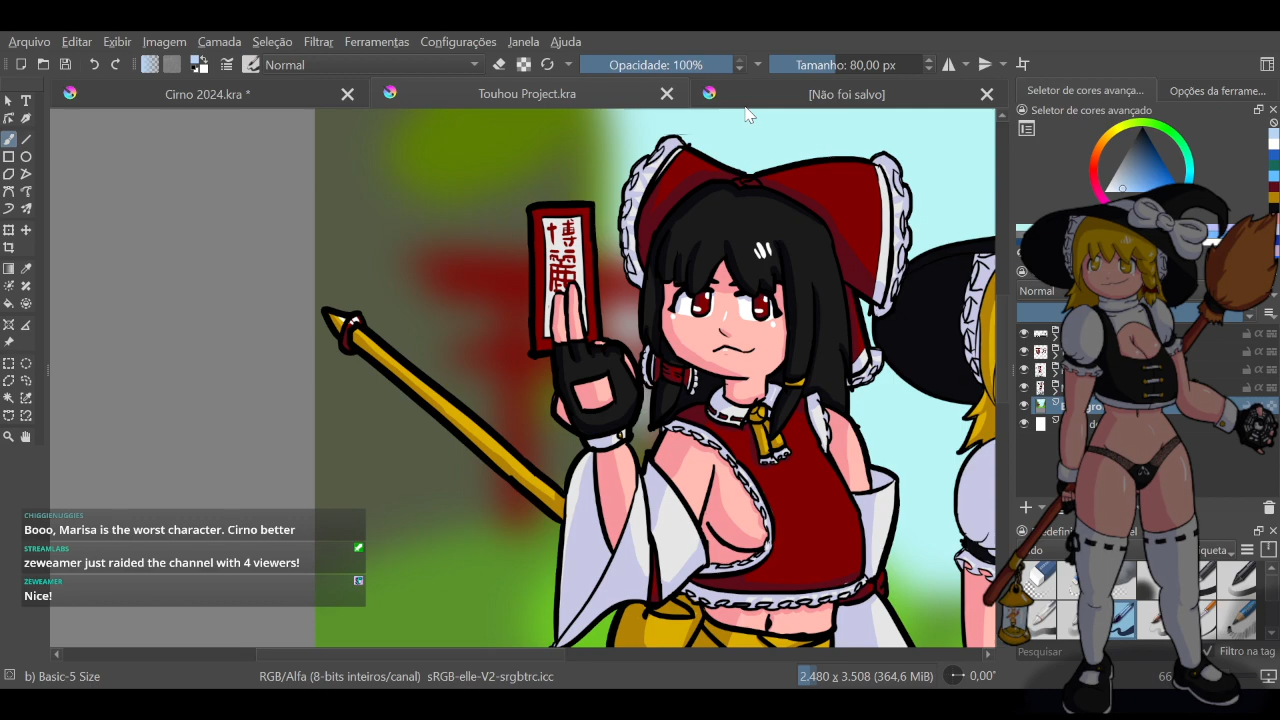 Arquivo Editar Exibir Imagem Camada Seleção Filtrar Ferramentas Configurações Janela Ajuda
Normal Opacidade: 100% Tamanho: 80,00 px
Cirno 2024.kra * Touhou Project.kra [Não foi salvo]
Seletor de cores avança... Opções da ferrame...
Seletor de cores avançado
博
麗
Normal
CHIGGIENUGGIES
Booo, Marisa is the worst character. Cirno better
STREAMLABS
zeweamer just raided the channel with 4 viewers!
ZEWEAMER
Nice!
Pesquisar Filtro na tag
b) Basic-5 Size RGB/Alfa (8-bits inteiros/canal) sRGB-elle-V2-srgbtrc.icc 2.480 x 3.508 (364,6 MiB) 0,00°